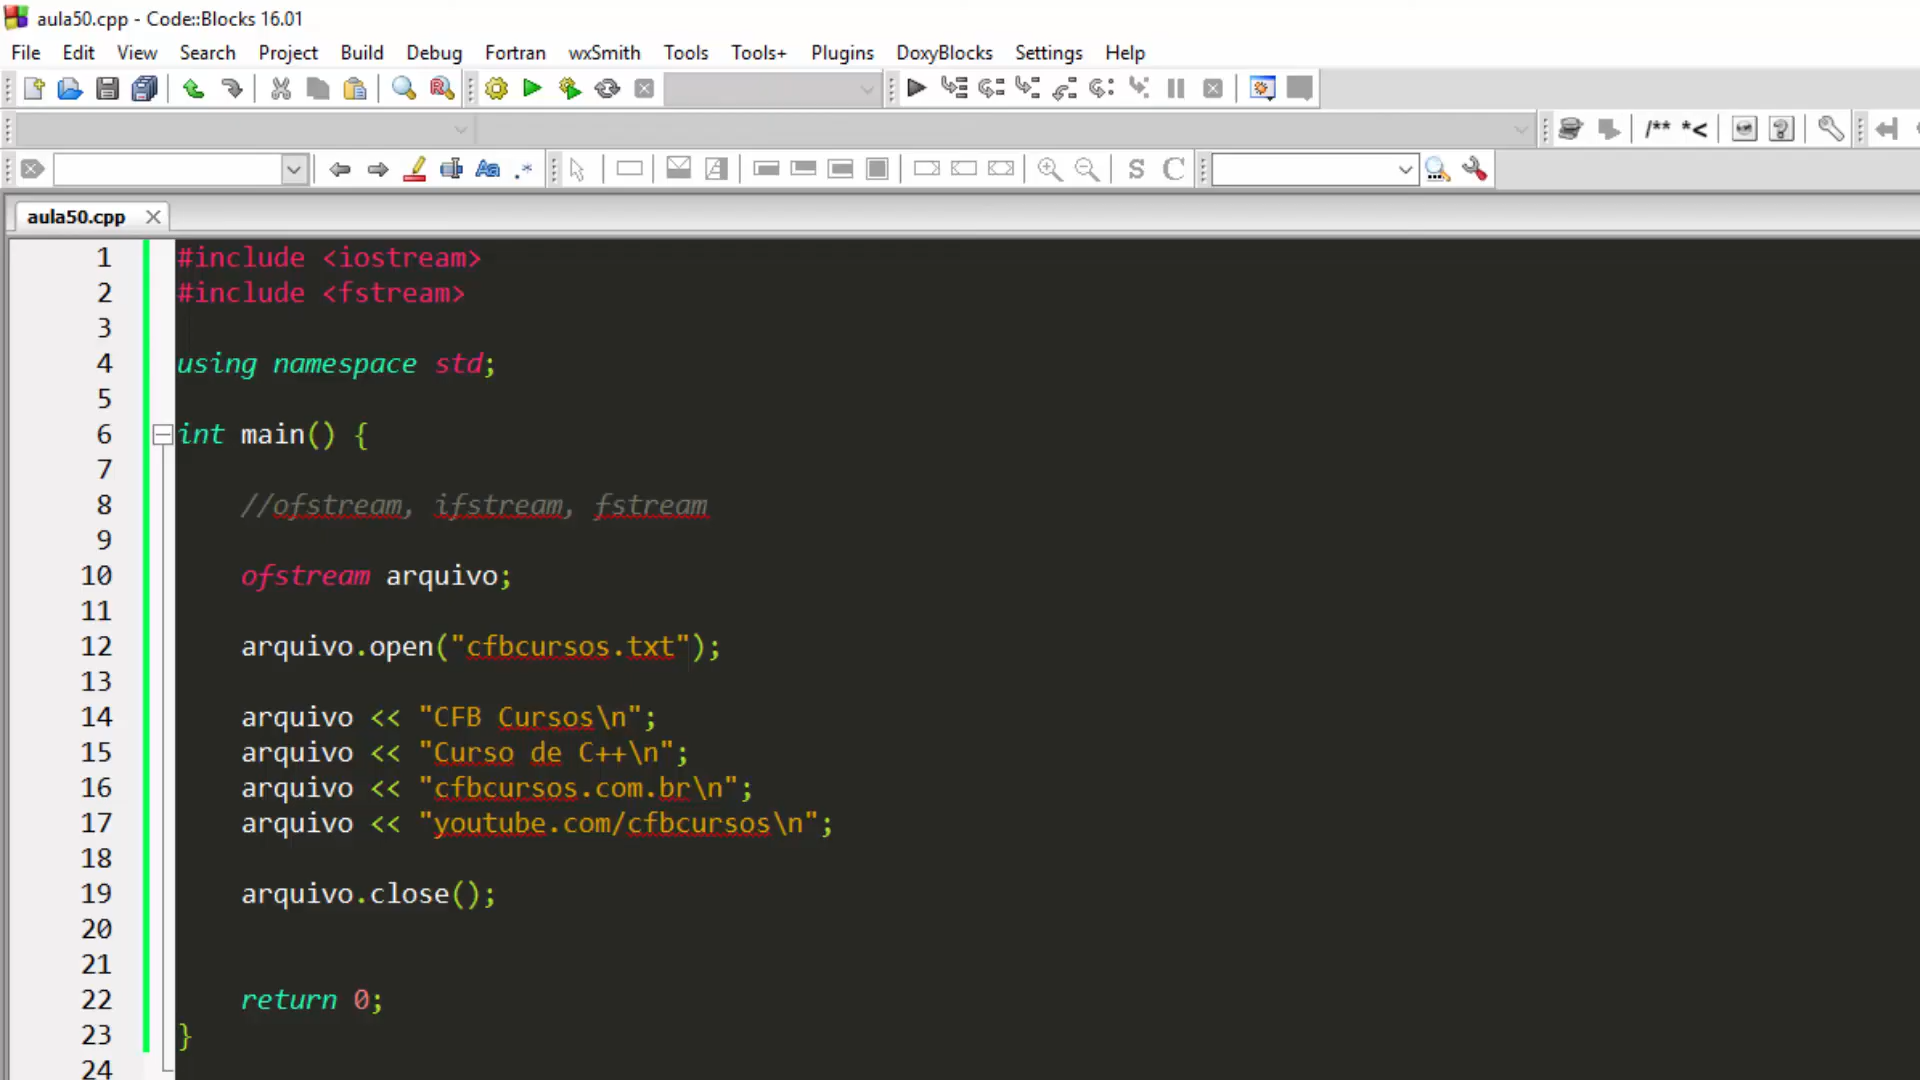 aula50.cpp - Code::Blocks 16.01
File Edit View Search Project Build Debug Fortran wxSmith Tools Tools+ Plugins DoxyBlocks Settings Help
/** *<
Aa .* S C
aula50.cpp
1 #include <iostream>
2 #include <fstream>
3
4 using namespace std;
5
6 int main() {
7
8 //ofstream, ifstream, fstream
9
10 ofstream arquivo;
11
12 arquivo.open("cfbcursos.txt");
13
14 arquivo << "CFB Cursos\n";
15 arquivo << "Curso de C++\n";
16 arquivo << "cfbcursos.com.br\n";
17 arquivo << "youtube.com/cfbcursos\n";
18
19 arquivo.close();
20
21
22 return 0;
23 }
24